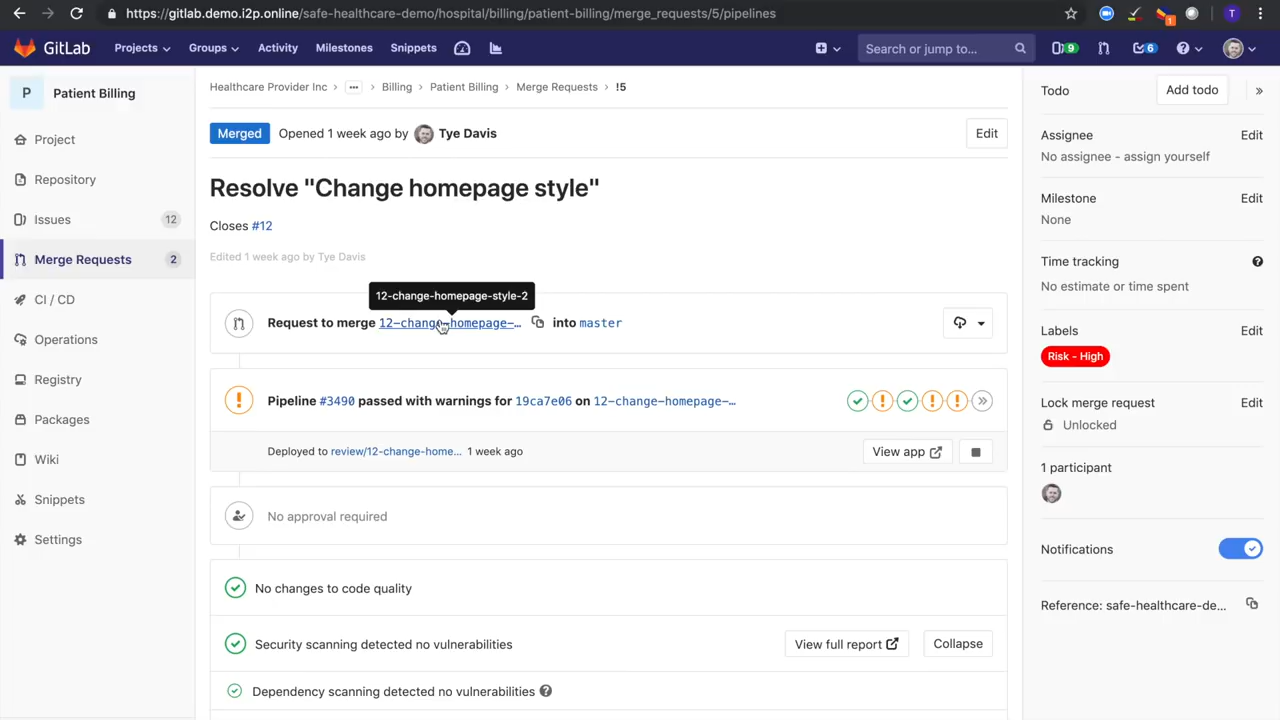 https://gitlab.demo.i2p.online/safe-healthcare-demo/hospital/billing/patient-billing/merge_requests/5/pipelines
1
T
GitLab
Projects
Groups
Activity
Milestones
Snippets
Search or jump to...
9
6
P
Patient Billing
Project
Repository
Issues
12
Merge Requests
2
CI / CD
Operations
Registry
Packages
Wiki
Snippets
Settings
Healthcare Provider Inc > ... > Billing > Patient Billing > Merge Requests > !5
Merged
Opened 1 week ago by Tye Davis
Edit
Resolve "Change homepage style"
Closes #12
Edited 1 week ago by Tye Davis
12-change-homepage-style-2
Request to merge 12-change-homepage-… into master
Pipeline #3490 passed with warnings for 19ca7e06 on 12-change-homepage-…
Deployed to review/12-change-home... 1 week ago
View app
No approval required
No changes to code quality
Security scanning detected no vulnerabilities
View full report
Collapse
Dependency scanning detected no vulnerabilities
Todo
Add todo
Assignee
Edit
No assignee - assign yourself
Milestone
Edit
None
Time tracking
No estimate or time spent
Labels
Edit
Risk - High
Lock merge request
Edit
Unlocked
1 participant
Notifications
Reference: safe-healthcare-de...